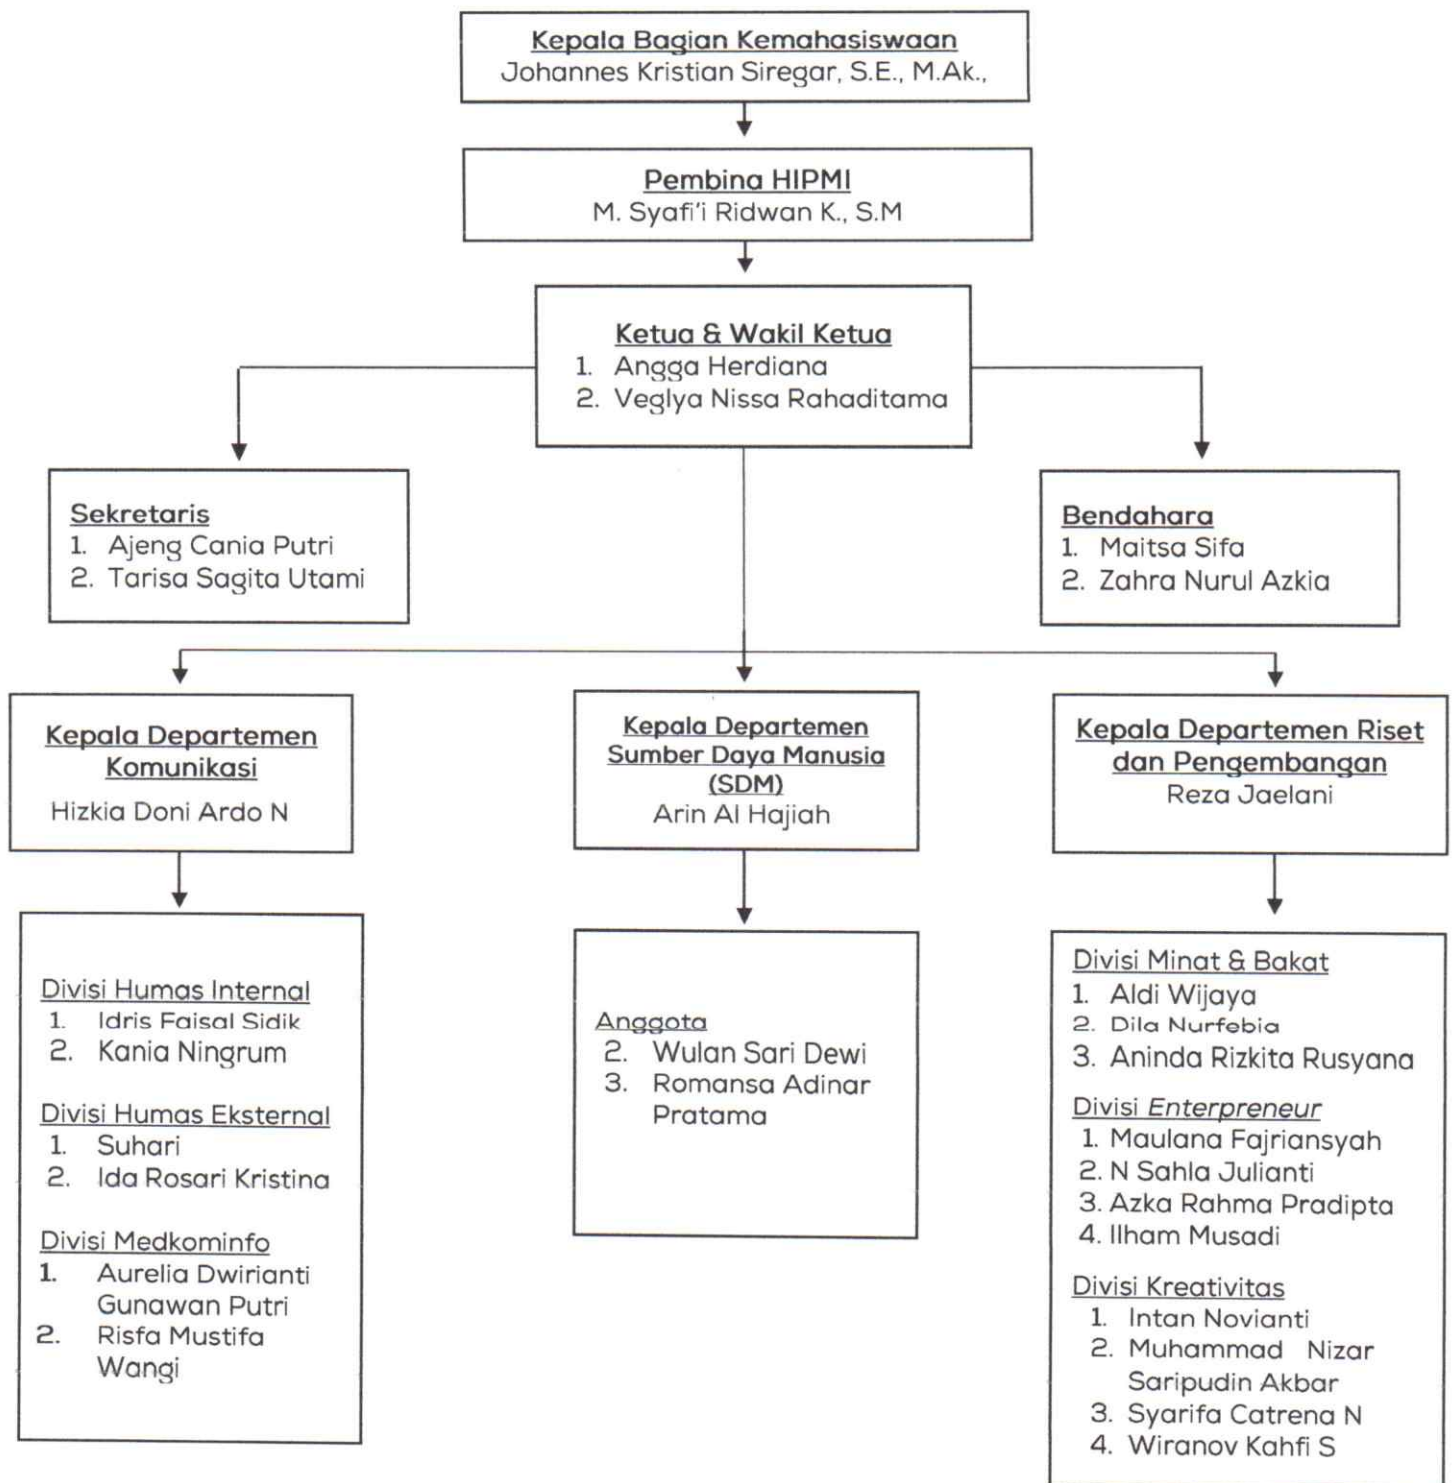 Kepala Bagian Kemahasiswaan
Johannes Kristian Siregar, S.E., M.Ak.,
Pembina HIPMI
M. Syafi'i Ridwan K., S.M
Ketua & Wakil Ketua
1. Angga Herdiana
2. Veglya Nissa Rahaditama
Sekretaris
1. Ajeng Cania Putri
2. Tarisa Sagita Utami
Bendahara
1. Maitsa Sifa
2. Zahra Nurul Azkia
Kepala Departemen
Komunikasi
Hizkia Doni Ardo N
Kepala Departemen
Sumber Daya Manusia
(SDM)
Arin Al Hajiah
Kepala Departemen Riset
dan Pengembangan
Reza Jaelani
Divisi Humas Internal
1. Idris Faisal Sidik
2. Kania Ningrum
Divisi Humas Eksternal
1. Suhari
2. Ida Rosari Kristina
Divisi Medkominfo
1. Aurelia Dwirianti
Gunawan Putri
2. Risfa Mustifa
Wangi
Anggota
2. Wulan Sari Dewi
3. Romansa Adinar
Pratama
Divisi Minat & Bakat
1. Aldi Wijaya
2. Dila Nurfebia
3. Aninda Rizkita Rusyana
Divisi Enterpreneur
1. Maulana Fajriansyah
2. N Sahla Julianti
3. Azka Rahma Pradipta
4. Ilham Musadi
Divisi Kreativitas
1. Intan Novianti
2. Muhammad Nizar
Saripudin Akbar
3. Syarifa Catrena N
4. Wiranov Kahfi S